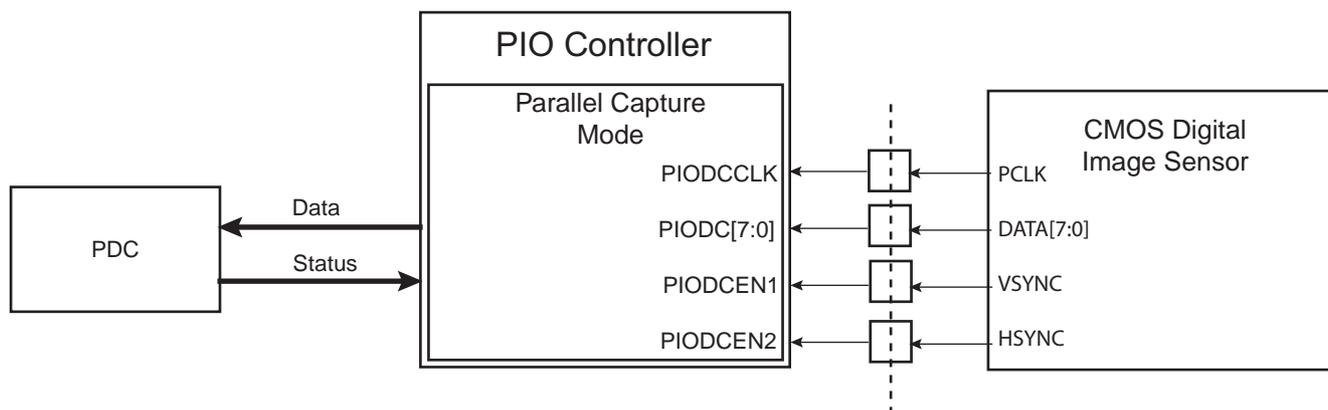 PIO Controller
Parallel Capture
Mode
PIODCCLK
PIODC[7:0]
PIODCEN1
PIODCEN2
PDC
Data
Status
CMOS Digital
Image Sensor
PCLK
DATA[7:0]
VSYNC
HSYNC